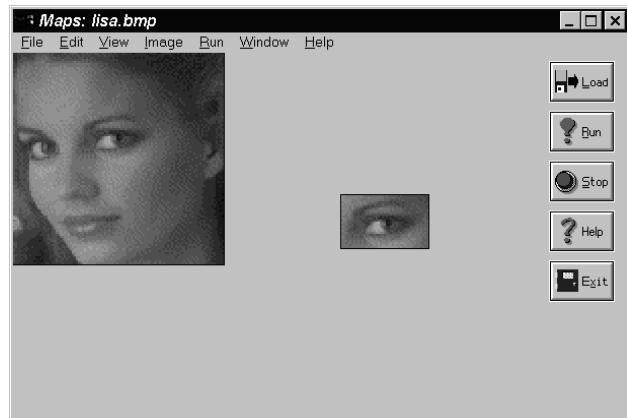 Maps: lisa.bmp
File Edit View Image Run Window Help
Load
Run
Stop
Help
Exit